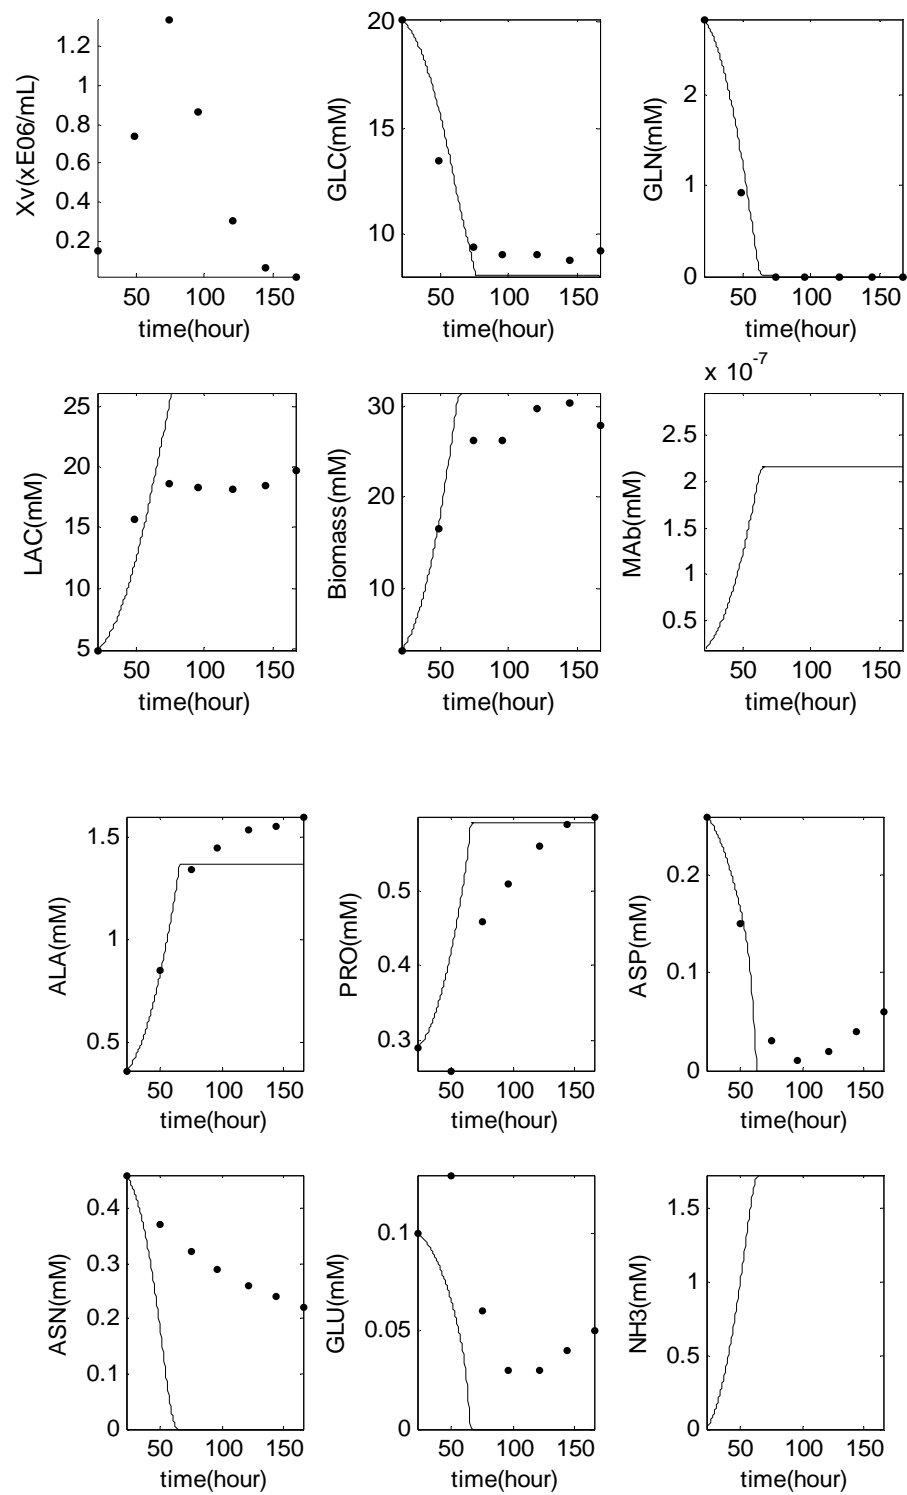 Xv(xE06/mL)
1.2
1
0.8
0.6
0.4
0.2
50 100 150
time(hour)
GLC(mM)
20
15
10
50 100 150
time(hour)
GLN(mM)
2
1
0
50 100 150
time(hour)
LAC(mM)
25
20
15
10
5
50 100 150
time(hour)
Biomass(mM)
30
20
10
50 100 150
time(hour)
x 10^-7
MAb(mM)
2.5
2
1.5
1
0.5
50 100 150
time(hour)
ALA(mM)
1.5
1
0.5
50 100 150
time(hour)
PRO(mM)
0.5
0.4
0.3
50 100 150
time(hour)
ASP(mM)
0.2
0.1
0
50 100 150
time(hour)
ASN(mM)
0.4
0.3
0.2
0.1
0
50 100 150
time(hour)
GLU(mM)
0.1
0.05
0
50 100 150
time(hour)
NH3(mM)
1.5
1
0.5
0
50 100 150
time(hour)